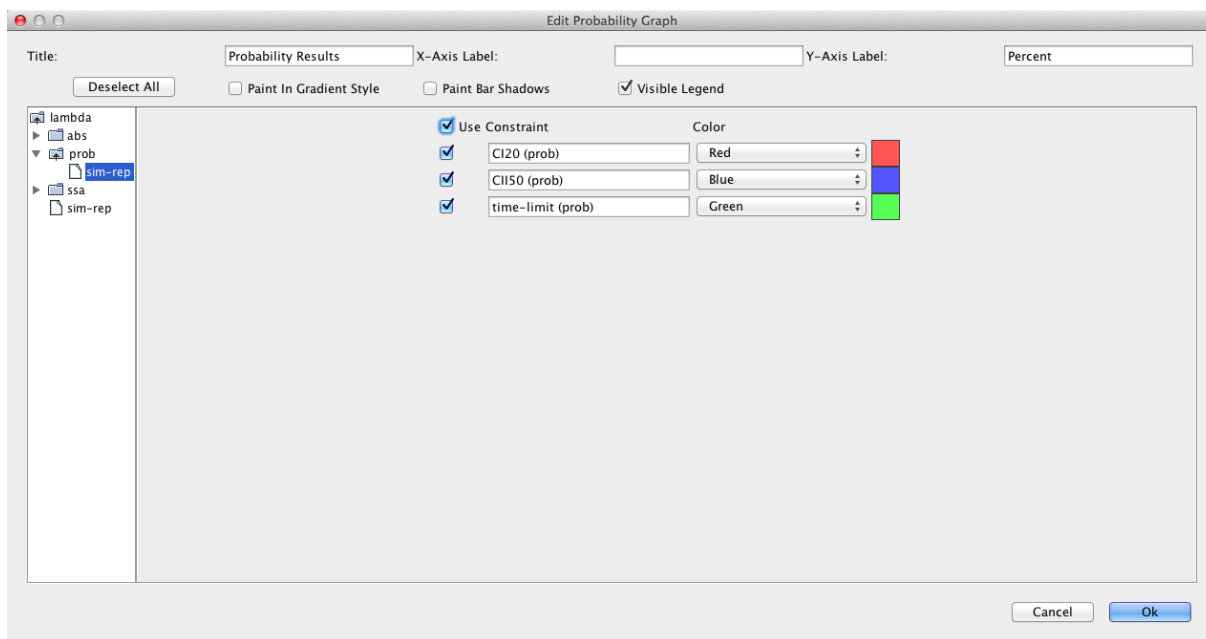 Edit Probability Graph
Title: Probability Results X-Axis Label: Y-Axis Label: Percent
Deselect All Paint In Gradient Style Paint Bar Shadows Visible Legend
lambda
abs
prob
sim-rep
ssa
sim-rep
Use Constraint Color
CI20 (prob) Red
CII50 (prob) Blue
time-limit (prob) Green
Cancel Ok